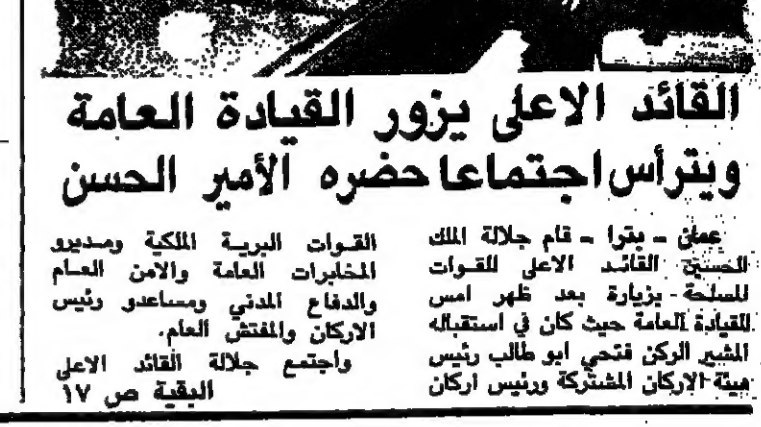 القائد الاعلى يزور القيادة العامة
ويترأس اجتماعا حضره الأمير الحسن
عمان - بترا - قام جلالة الملك
الحسين القائد الاعلى للقوات
المسلحة بزيارة بعد ظهر امس
للقيادة العامة حيث كان في استقباله
المشير الركن فتحي ابو طالب رئيس
هيئة الاركان المشتركة ورئيس اركان
القوات البرية الملكية ومديرو
المخابرات العامة والامن العام
والدفاع المدني ومساعدو رئيس
الاركان والمفتش العام.
واجتمع جلالة القائد الاعلى
البقية ص ١٧